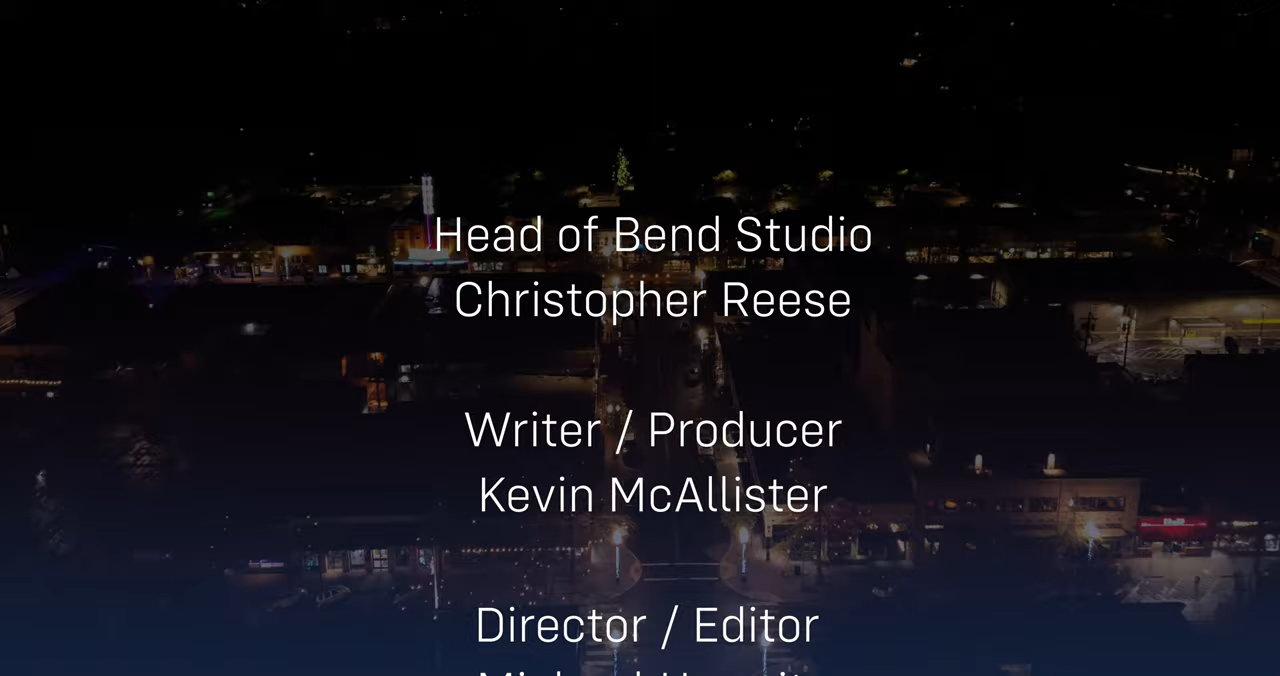 Head of Bend Studio
Christopher Reese
Writer / Producer
Kevin McAllister
Director / Editor